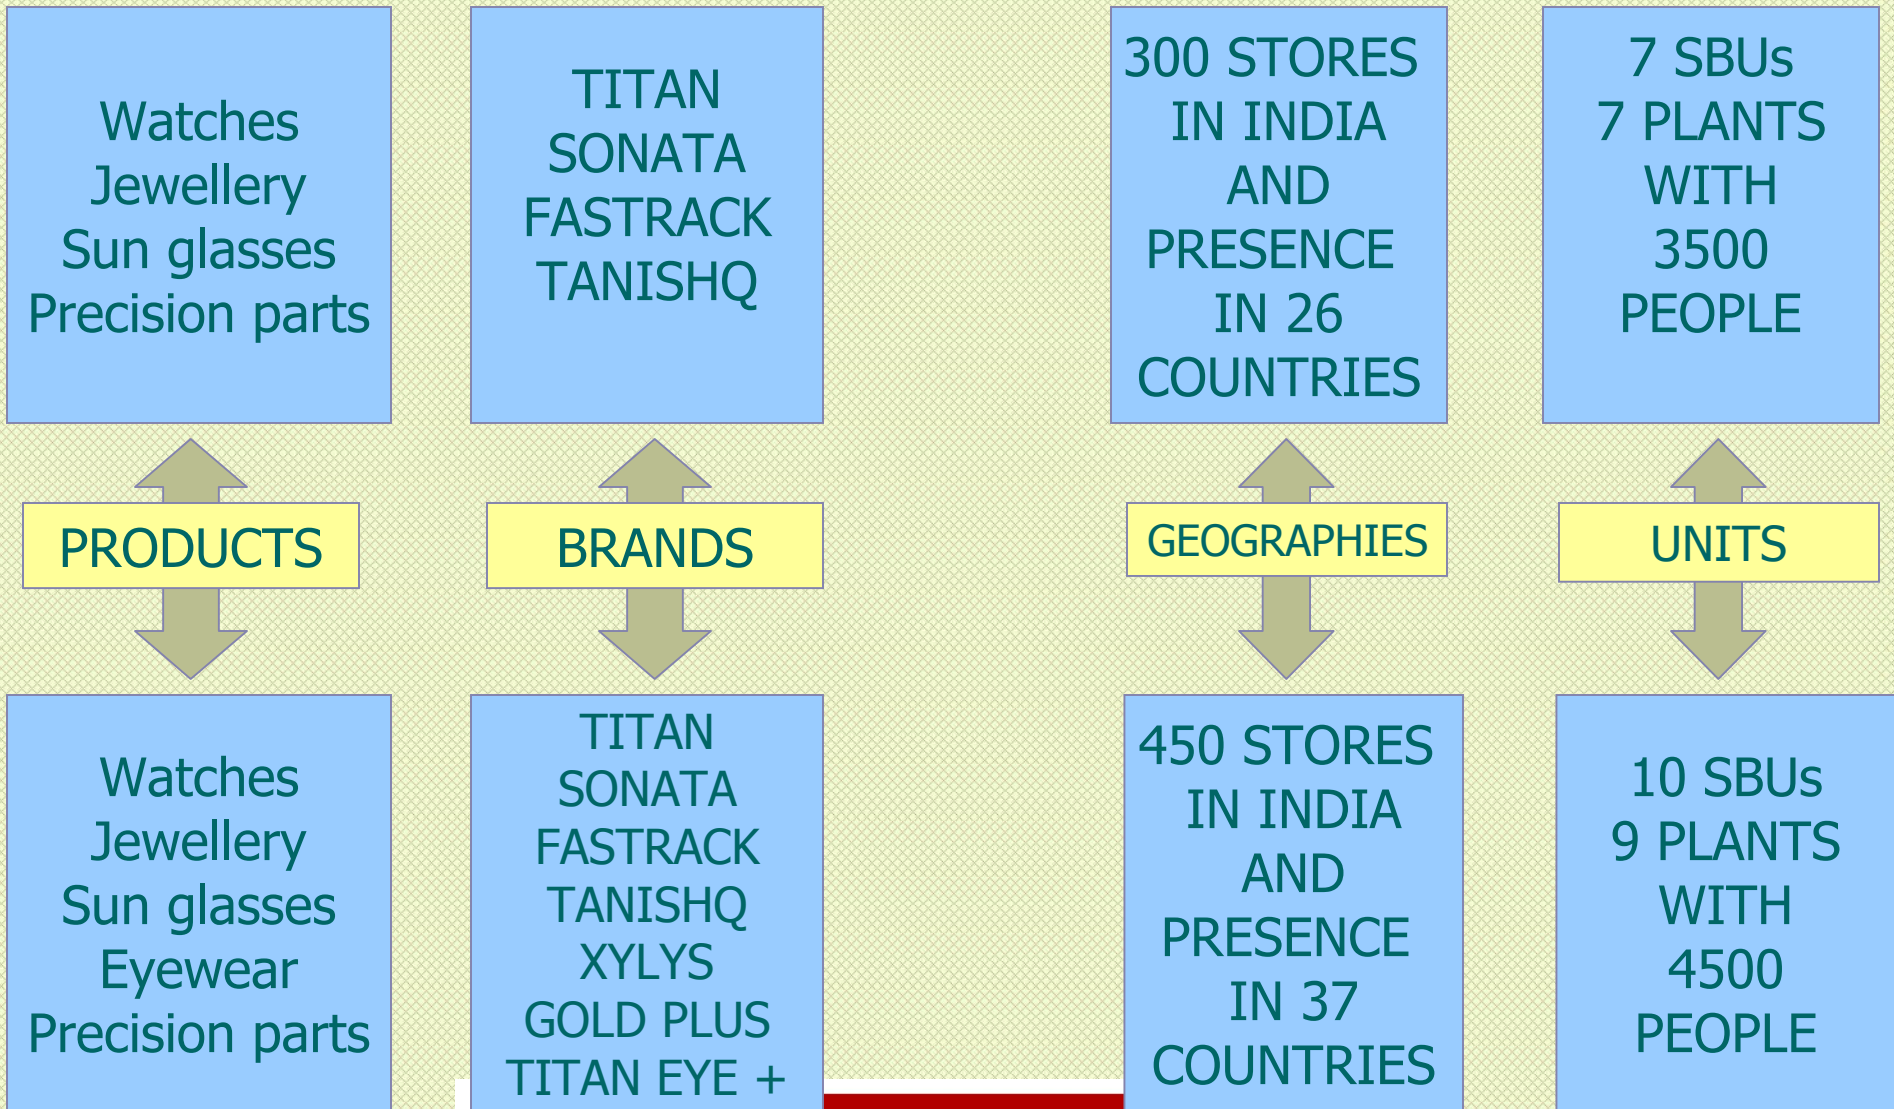 Watches
Jewellery
Sun glasses
Precision parts
TITAN
SONATA
FASTRACK
TANISHQ
300 STORES
IN INDIA
AND
PRESENCE
IN 26
COUNTRIES
7 SBUs
7 PLANTS
WITH
3500
PEOPLE
PRODUCTS
BRANDS
GEOGRAPHIES
UNITS
Watches
Jewellery
Sun glasses
Eyewear
Precision parts
TITAN
SONATA
FASTRACK
TANISHQ
XYLYS
GOLD PLUS
TITAN EYE +
450 STORES
IN INDIA
AND
PRESENCE
IN 37
COUNTRIES
10 SBUs
9 PLANTS
WITH
4500
PEOPLE